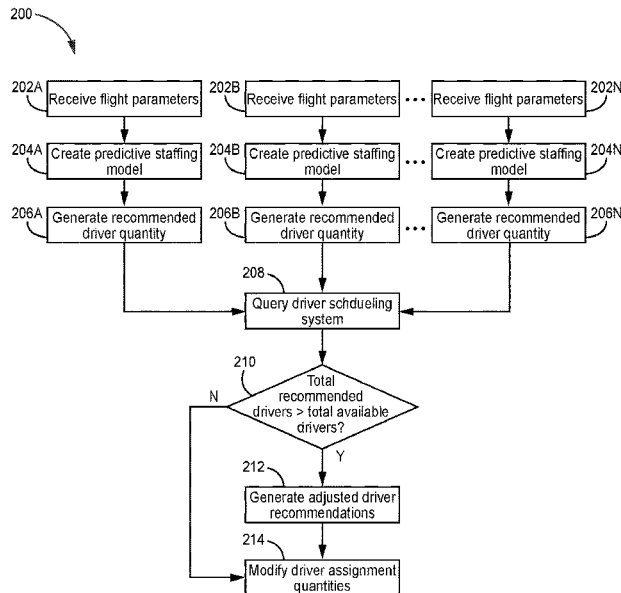 200
202A
Receive flight parameters
202B
Receive flight parameters
...
Receive flight parameters
202N
204A
Create predictive staffing
model
204B
Create predictive staffing
model
...
Create predictive staffing
model
204N
206A
Generate recommended
driver quantity
206B
Generate recommended
driver quantity
...
Generate recommended
driver quantity
206N
208
Query driver schdueling
system
210
N
Total
recommended
drivers > total available
drivers?
Y
212
Generate adjusted driver
recommendations
214
Modify driver assignment
quantities